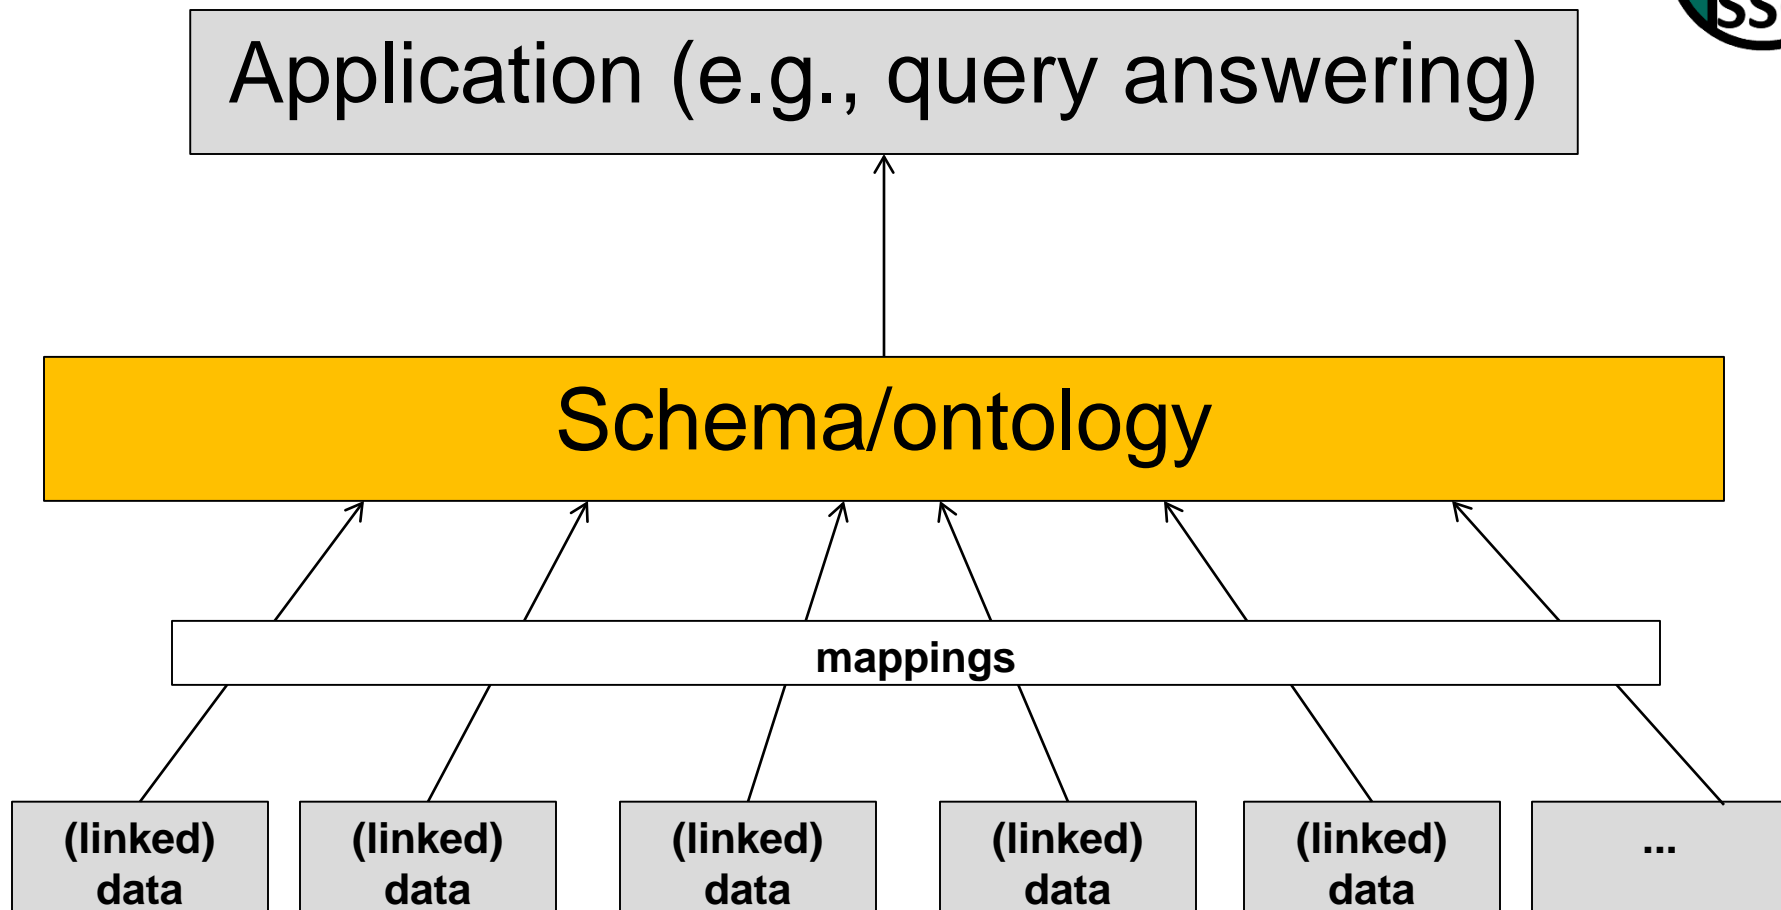 Application (e.g., query answering)
Schema/ontology
mappings
(linked)
data
(linked)
data
(linked)
data
(linked)
data
(linked)
data
...